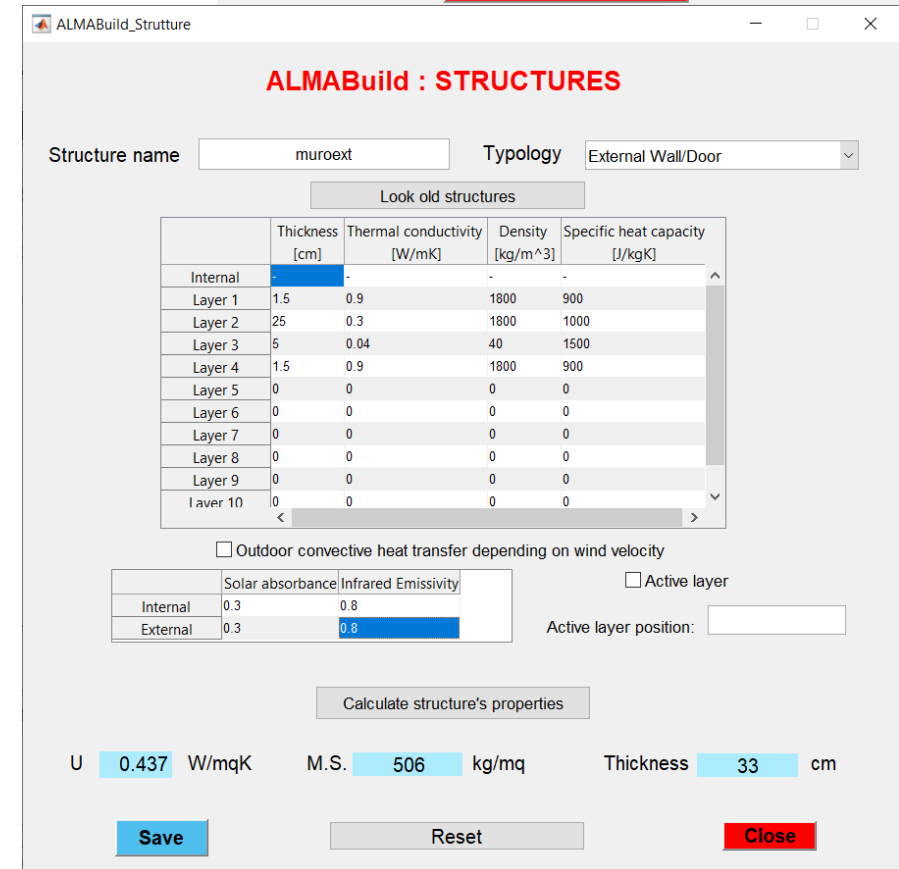 ALMABuild_Strutture
ALMABuild : STRUCTURES
Structure name muroext Typology External Wall/Door
Look old structures
Thickness Thermal conductivity Density Specific heat capacity
[cm] [W/mK] [kg/m^3] [J/kgK]
Internal - - - -
Layer 1 1.5 0.9 1800 900
Layer 2 25 0.3 1800 1000
Layer 3 5 0.04 40 1500
Layer 4 1.5 0.9 1800 900
Layer 5 0 0 0 0
Layer 6 0 0 0 0
Layer 7 0 0 0 0
Layer 8 0 0 0 0
Layer 9 0 0 0 0
Layer 10 0 0 0 0
Outdoor convective heat transfer depending on wind velocity
Solar absorbance Infrared Emissivity Active layer
Internal 0.3 0.8
External 0.3 0.8 Active layer position:
Calculate structure's properties
U 0.437 W/mqK M.S. 506 kg/mq Thickness 33 cm
Save Reset Close